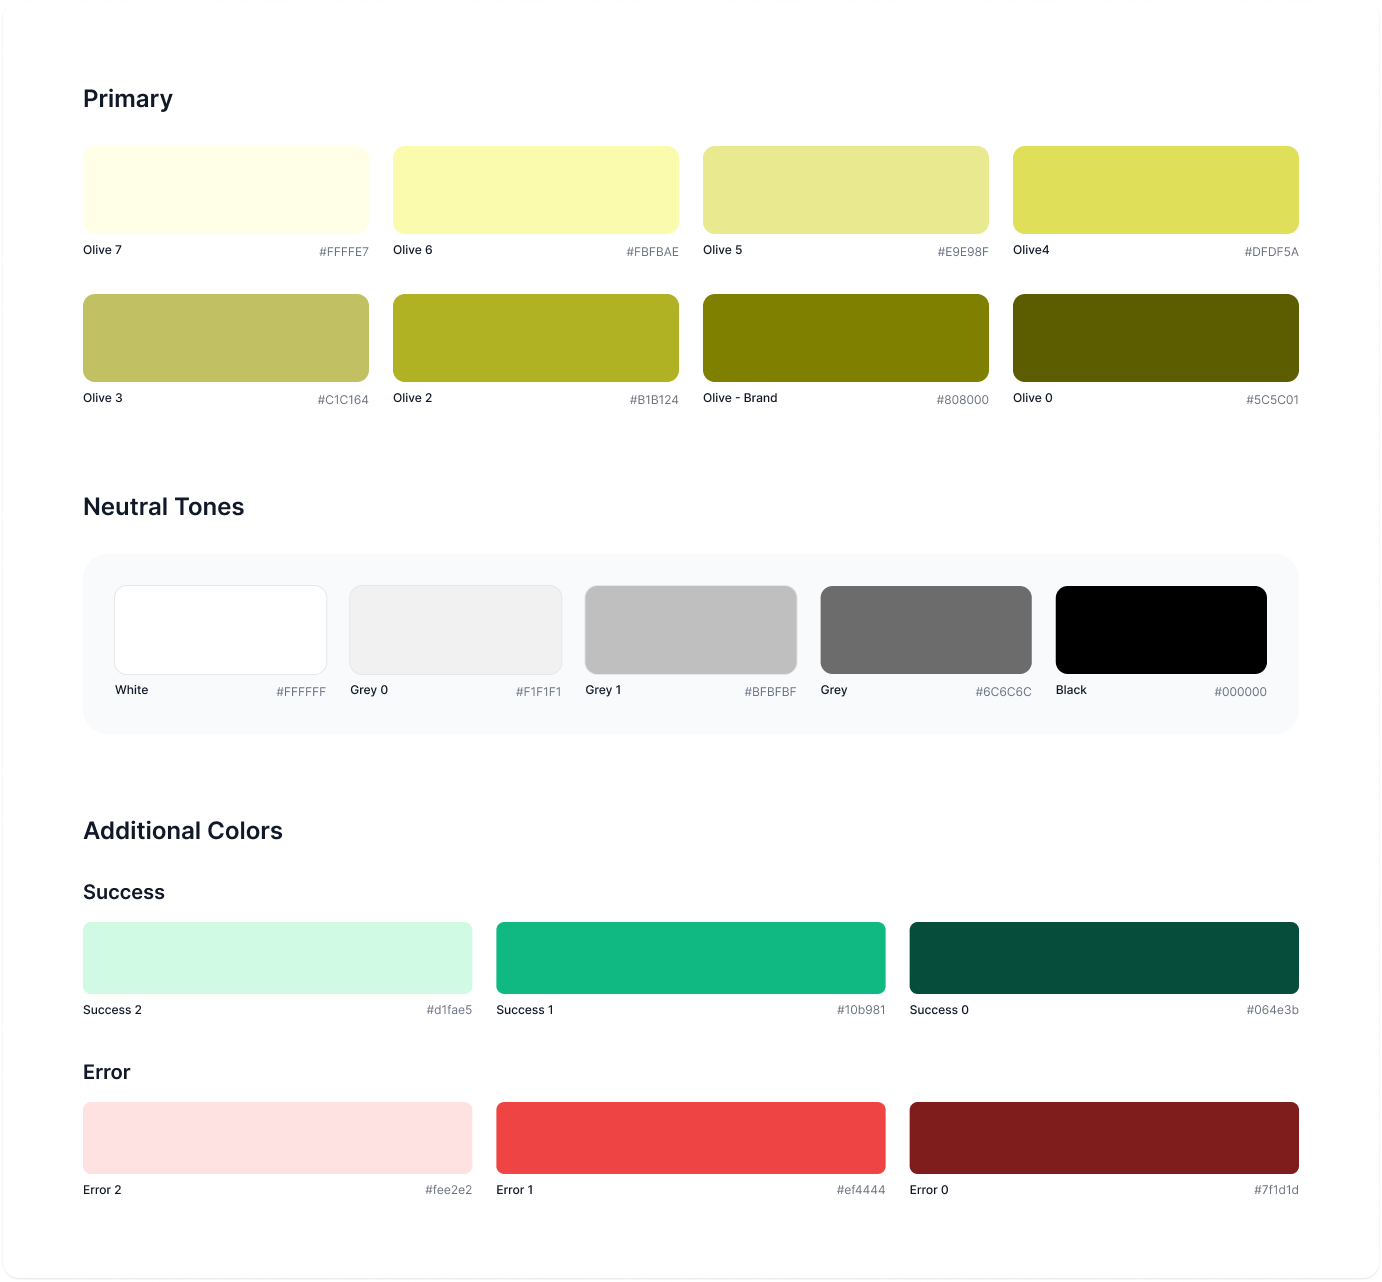 Primary
Olive 7 #FFFFE7 Olive 6 #FBFBAE Olive 5 #E9E98F Olive4 #DFDF5A
Olive 3 #C1C164 Olive 2 #B1B124 Olive - Brand #808000 Olive 0 #5C5C01
Neutral Tones
White #FFFFFF Grey 0 #F1F1F1 Grey 1 #BFBFBF Grey #6C6C6C Black #000000
Additional Colors
Success
Success 2 #d1fae5 Success 1 #10b981 Success 0 #064e3b
Error
Error 2 #fee2e2 Error 1 #ef4444 Error 0 #7f1d1d